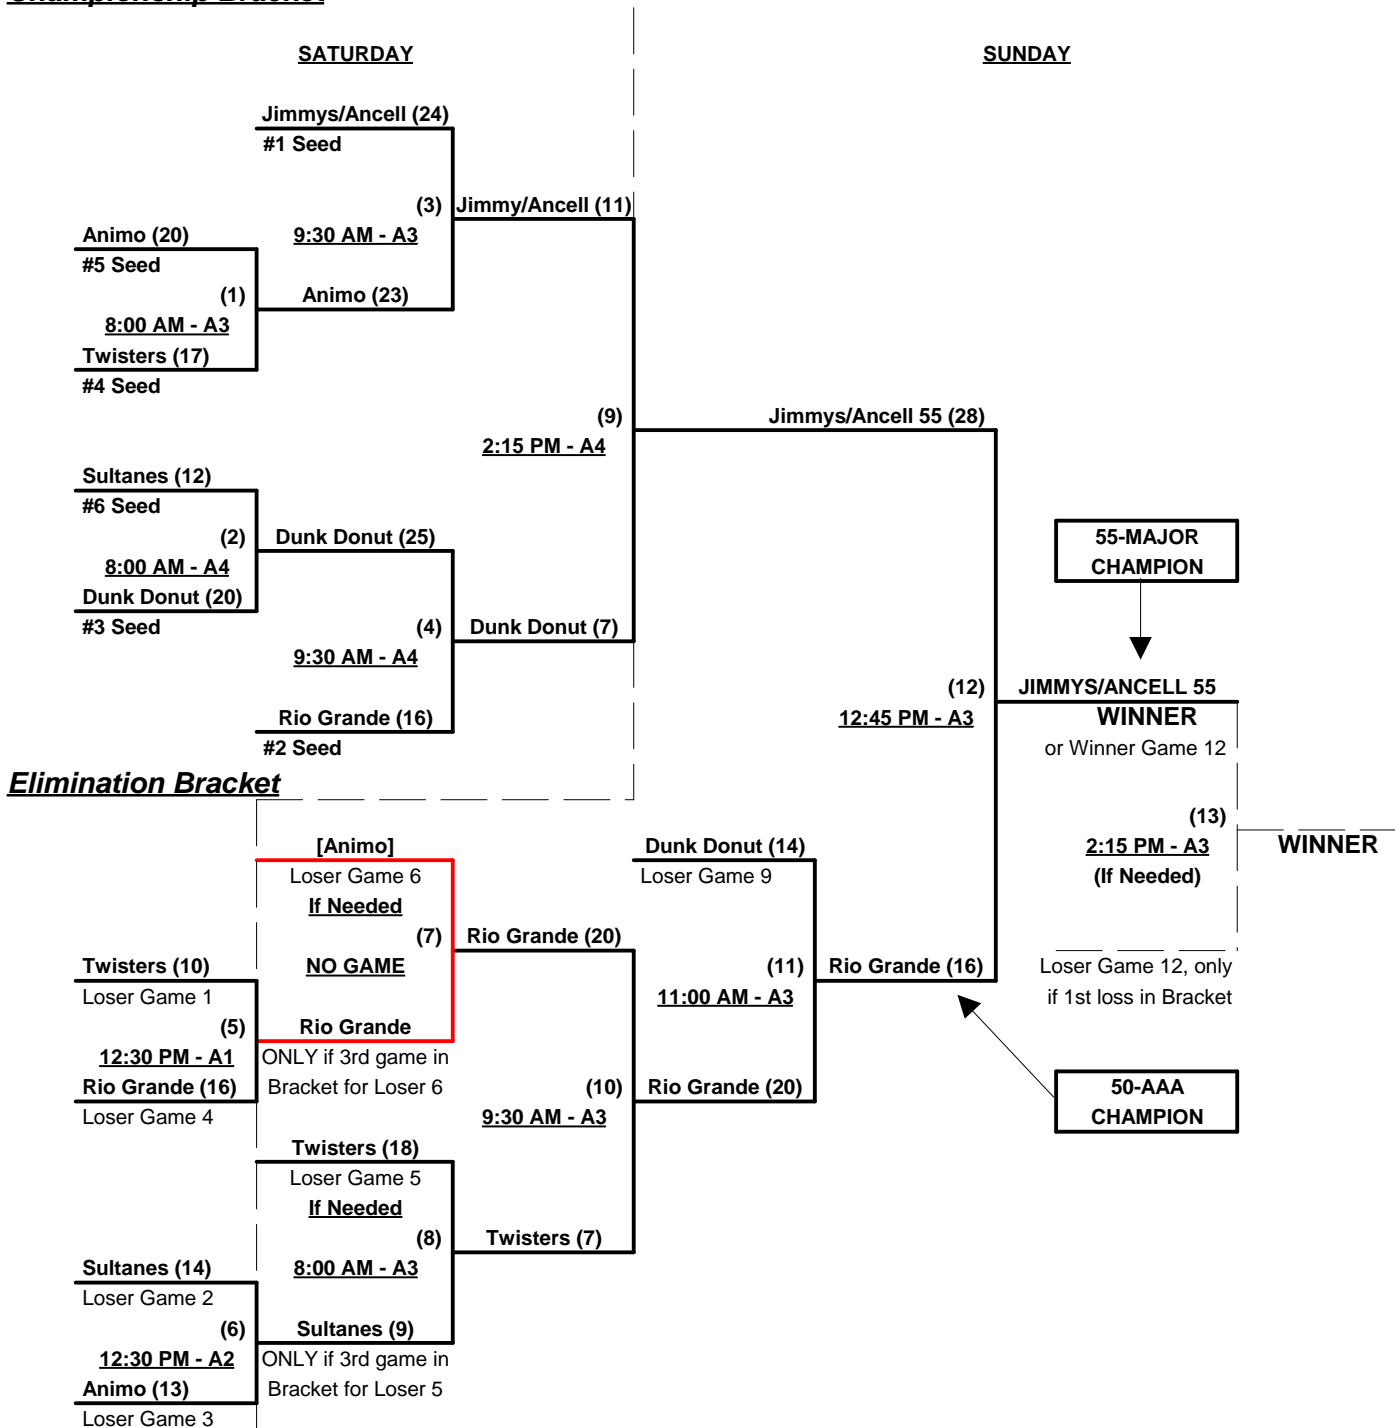 Championship Bracket
SATURDAY
SUNDAY
Jimmys/Ancell (24)
#1 Seed
(3)
Jimmy/Ancell (11)
9:30 AM - A3
Animo (20)
#5 Seed
(1)
Animo (23)
8:00 AM - A3
Twisters (17)
#4 Seed
(9)
Jimmys/Ancell 55 (28)
2:15 PM - A4
Sultanes (12)
#6 Seed
(2)
Dunk Donut (25)
8:00 AM - A4
Dunk Donut (20)
#3 Seed
(4)
Dunk Donut (7)
9:30 AM - A4
Rio Grande (16)
#2 Seed
55-MAJOR
CHAMPION
(12)
JIMMYS/ANCELL 55
12:45 PM - A3
WINNER
or Winner Game 12
(13)
2:15 PM - A3
WINNER
(If Needed)
Loser Game 12, only
if 1st loss in Bracket
Elimination Bracket
[Animo]
Loser Game 6
If Needed
(7)
Rio Grande (20)
NO GAME
Dunk Donut (14)
Loser Game 9
Twisters (10)
Loser Game 1
(5)
Rio Grande
12:30 PM - A1
ONLY if 3rd game in
Bracket for Loser 6
Rio Grande (16)
Loser Game 4
(11)
Rio Grande (16)
11:00 AM - A3
(10)
Rio Grande (20)
9:30 AM - A3
50-AAA
CHAMPION
Twisters (18)
Loser Game 5
If Needed
(8)
Twisters (7)
8:00 AM - A3
Sultanes (14)
Loser Game 2
(6)
Sultanes (9)
12:30 PM - A2
ONLY if 3rd game in
Bracket for Loser 5
Animo (13)
Loser Game 3